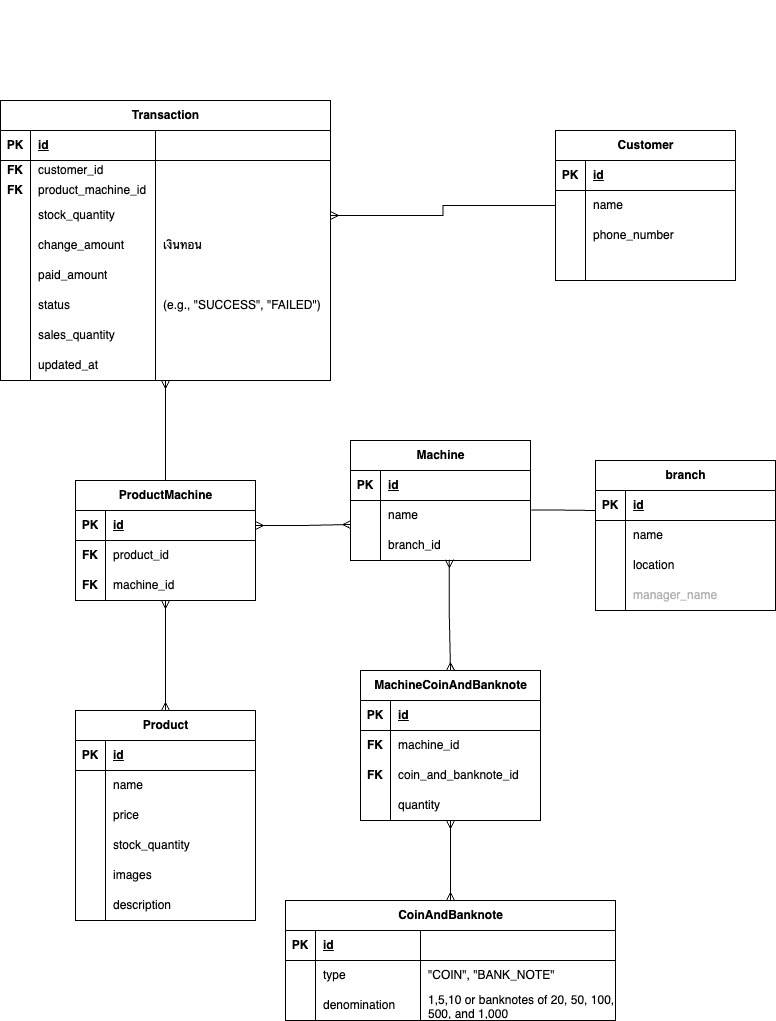 Transaction
PK id
FK customer_id
FK product_machine_id
stock_quantity
change_amount เงินทอน
paid_amount
status (e.g., "SUCCESS", "FAILED")
sales_quantity
updated_at
Customer
PK id
name
phone_number
ProductMachine
PK id
FK product_id
FK machine_id
Machine
PK id
name
branch_id
branch
PK id
name
location
manager_name
Product
PK id
name
price
stock_quantity
images
description
MachineCoinAndBanknote
PK id
FK machine_id
FK coin_and_banknote_id
quantity
CoinAndBanknote
PK id
type "COIN", "BANK_NOTE"
denomination 1,5,10 or banknotes of 20, 50, 100,
500, and 1,000